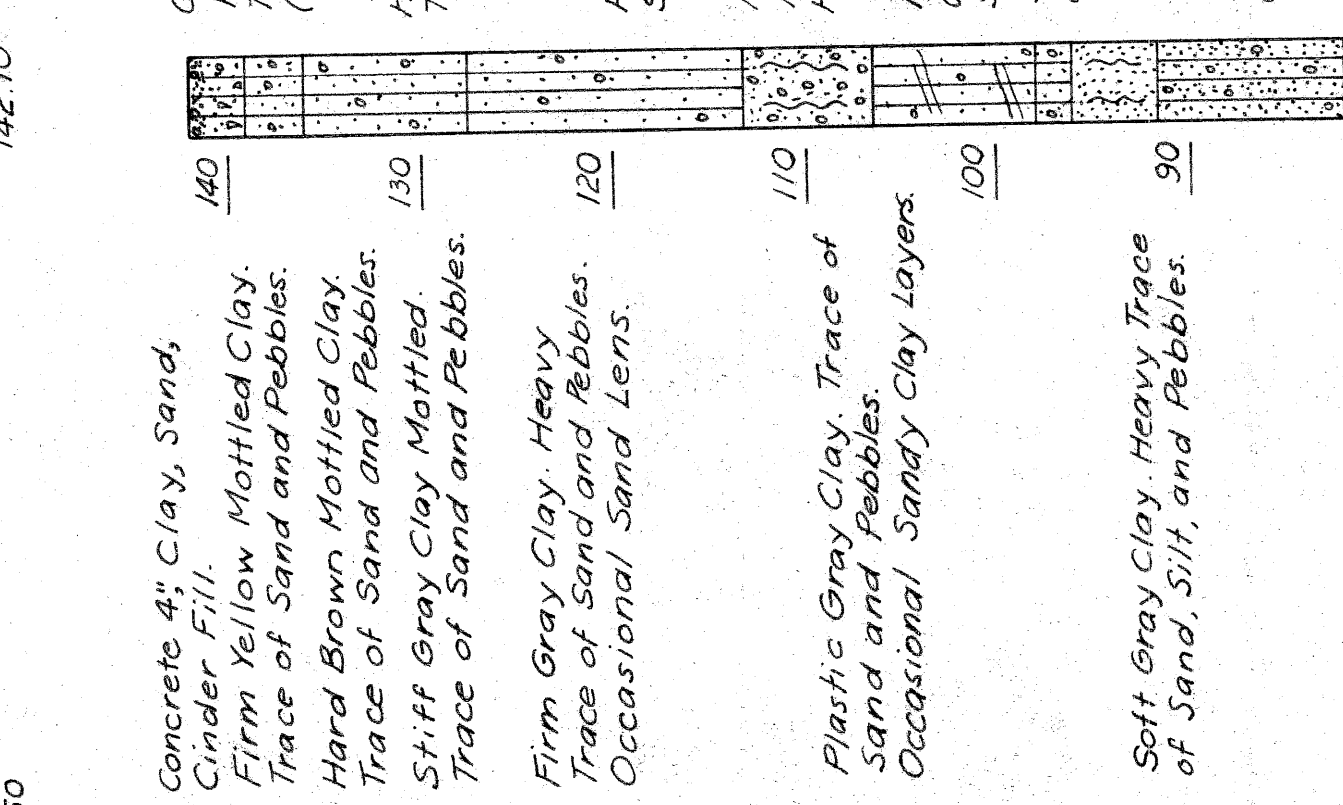 142.10
50
Concrete 4", Clay, Sand,
Cinder Fill.
Firm Yellow Mottled Clay.
Trace of Sand and Pebbles.
Hard Brown Mottled Clay.
Trace of Sand and Pebbles.
Stiff Gray Clay Mottled.
Trace of Sand and Pebbles.
Firm Gray Clay. Heavy
Trace of Sand and Pebbles.
Occasional Sand Lens.
Plastic Gray Clay. Trace of
Sand and Pebbles.
Occasional Sandy Clay Layers.
Soft Gray Clay. Heavy Trace
of Sand, Silt, and Pebbles.
140
130
120
110
100
90